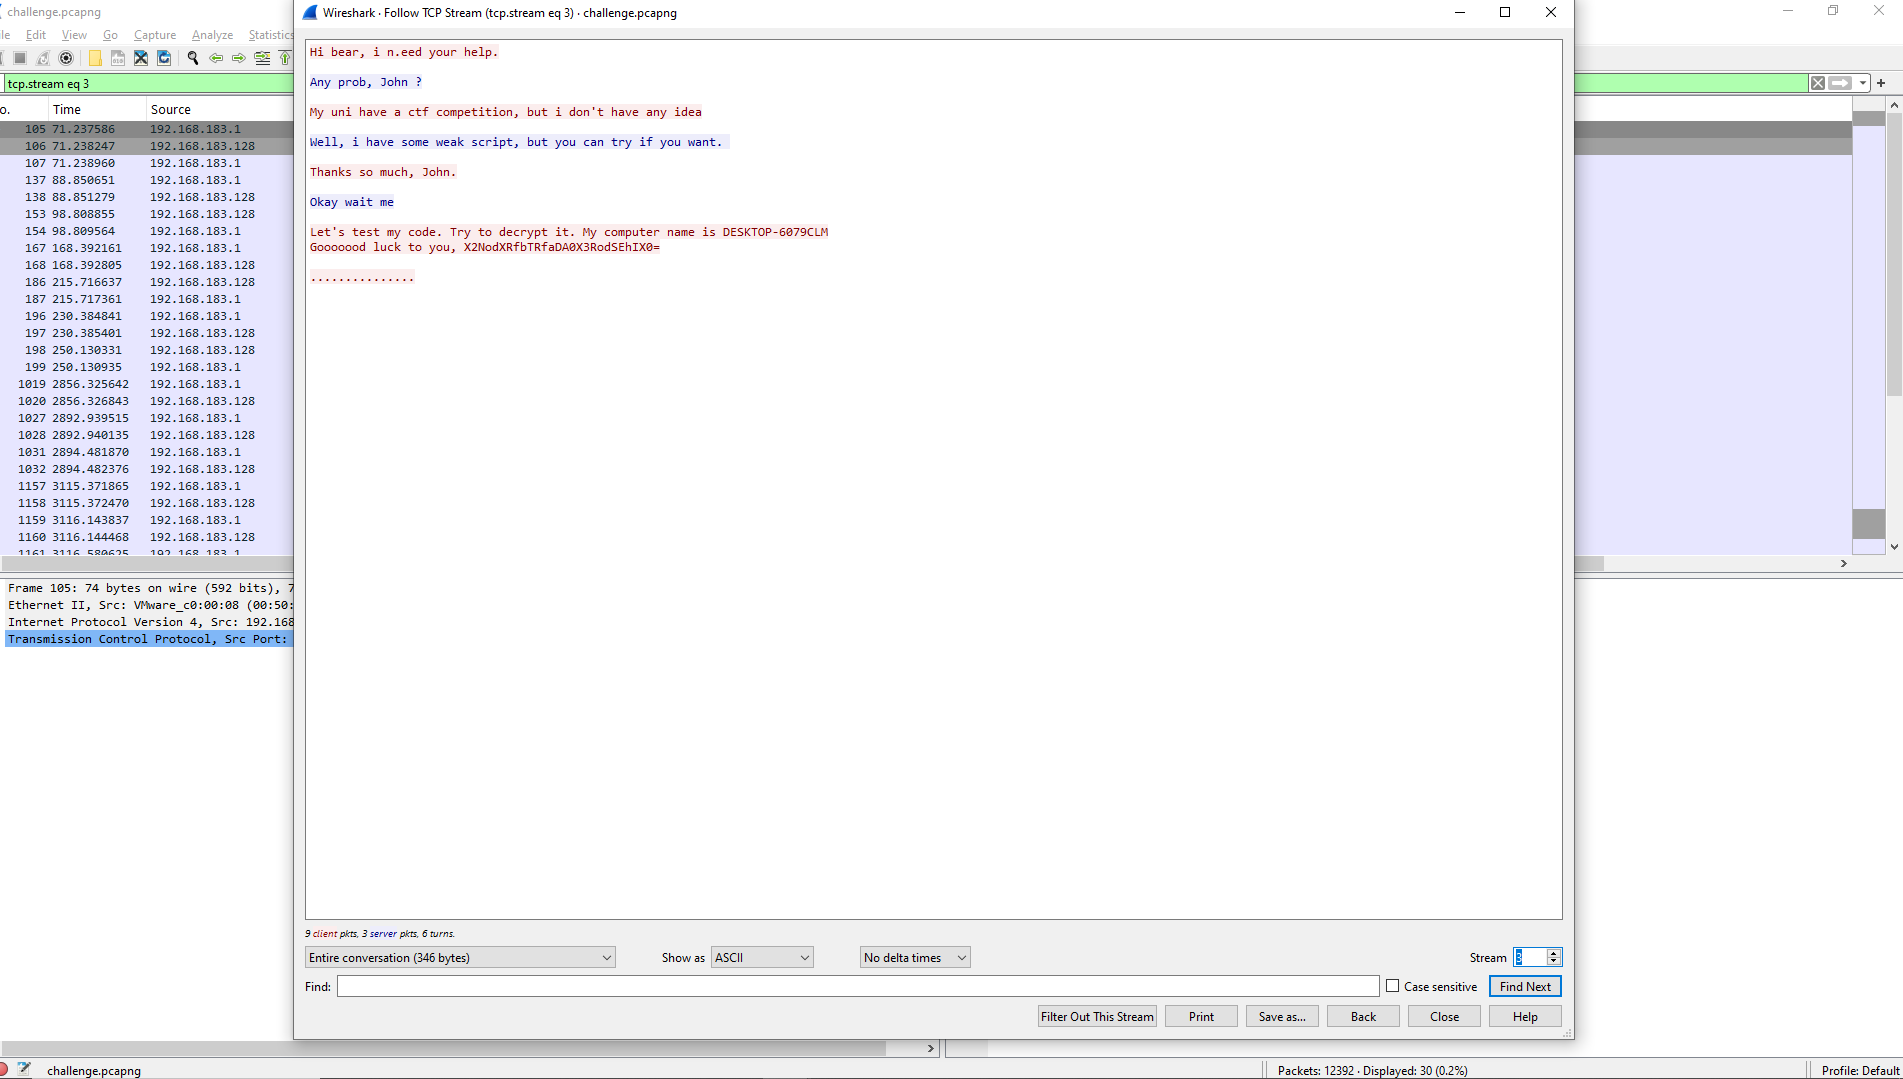 challenge.pcapng
Wireshark · Follow TCP Stream (tcp.stream eq 3) · challenge.pcapng
Edit View Go Capture Analyze Statistics
tcp.stream eq 3
o. Time Source
105 71.237586 192.168.183.1
106 71.238247 192.168.183.128
107 71.238960 192.168.183.1
137 88.850651 192.168.183.1
138 88.851279 192.168.183.128
153 98.808855 192.168.183.128
154 98.809564 192.168.183.1
167 168.392161 192.168.183.1
168 168.392805 192.168.183.128
186 215.716637 192.168.183.128
187 215.717361 192.168.183.1
196 230.384841 192.168.183.1
197 230.385401 192.168.183.128
198 250.130331 192.168.183.128
199 250.130935 192.168.183.1
1019 2856.325642 192.168.183.1
1020 2856.326843 192.168.183.128
1027 2892.939515 192.168.183.1
1028 2892.940135 192.168.183.128
1031 2894.481870 192.168.183.1
1032 2894.482376 192.168.183.128
1157 3115.371865 192.168.183.1
1158 3115.372470 192.168.183.128
1159 3116.143837 192.168.183.1
1160 3116.144468 192.168.183.128
1161 3116.580625 192.168.183.1
Frame 105: 74 bytes on wire (592 bits), 7
Ethernet II, Src: VMware_c0:00:08 (00:50:
Internet Protocol Version 4, Src: 192.168
Transmission Control Protocol, Src Port:
Hi bear, i n.eed your help.
Any prob, John ?
My uni have a ctf competition, but i don't have any idea
Well, i have some weak script, but you can try if you want.
Thanks so much, John.
Okay wait me
Let's test my code. Try to decrypt it. My computer name is DESKTOP-6079CLM
Gooooood luck to you, X2NodXRfbTRfaDA0X3RodSEhIX0=
...............
9 client pkts, 3 server pkts, 6 turns.
Entire conversation (346 bytes) Show as ASCII No delta times Stream 3
Find: Case sensitive Find Next
Filter Out This Stream Print Save as... Back Close Help
challenge.pcapng Packets: 12392 · Displayed: 30 (0.2%) Profile: Default